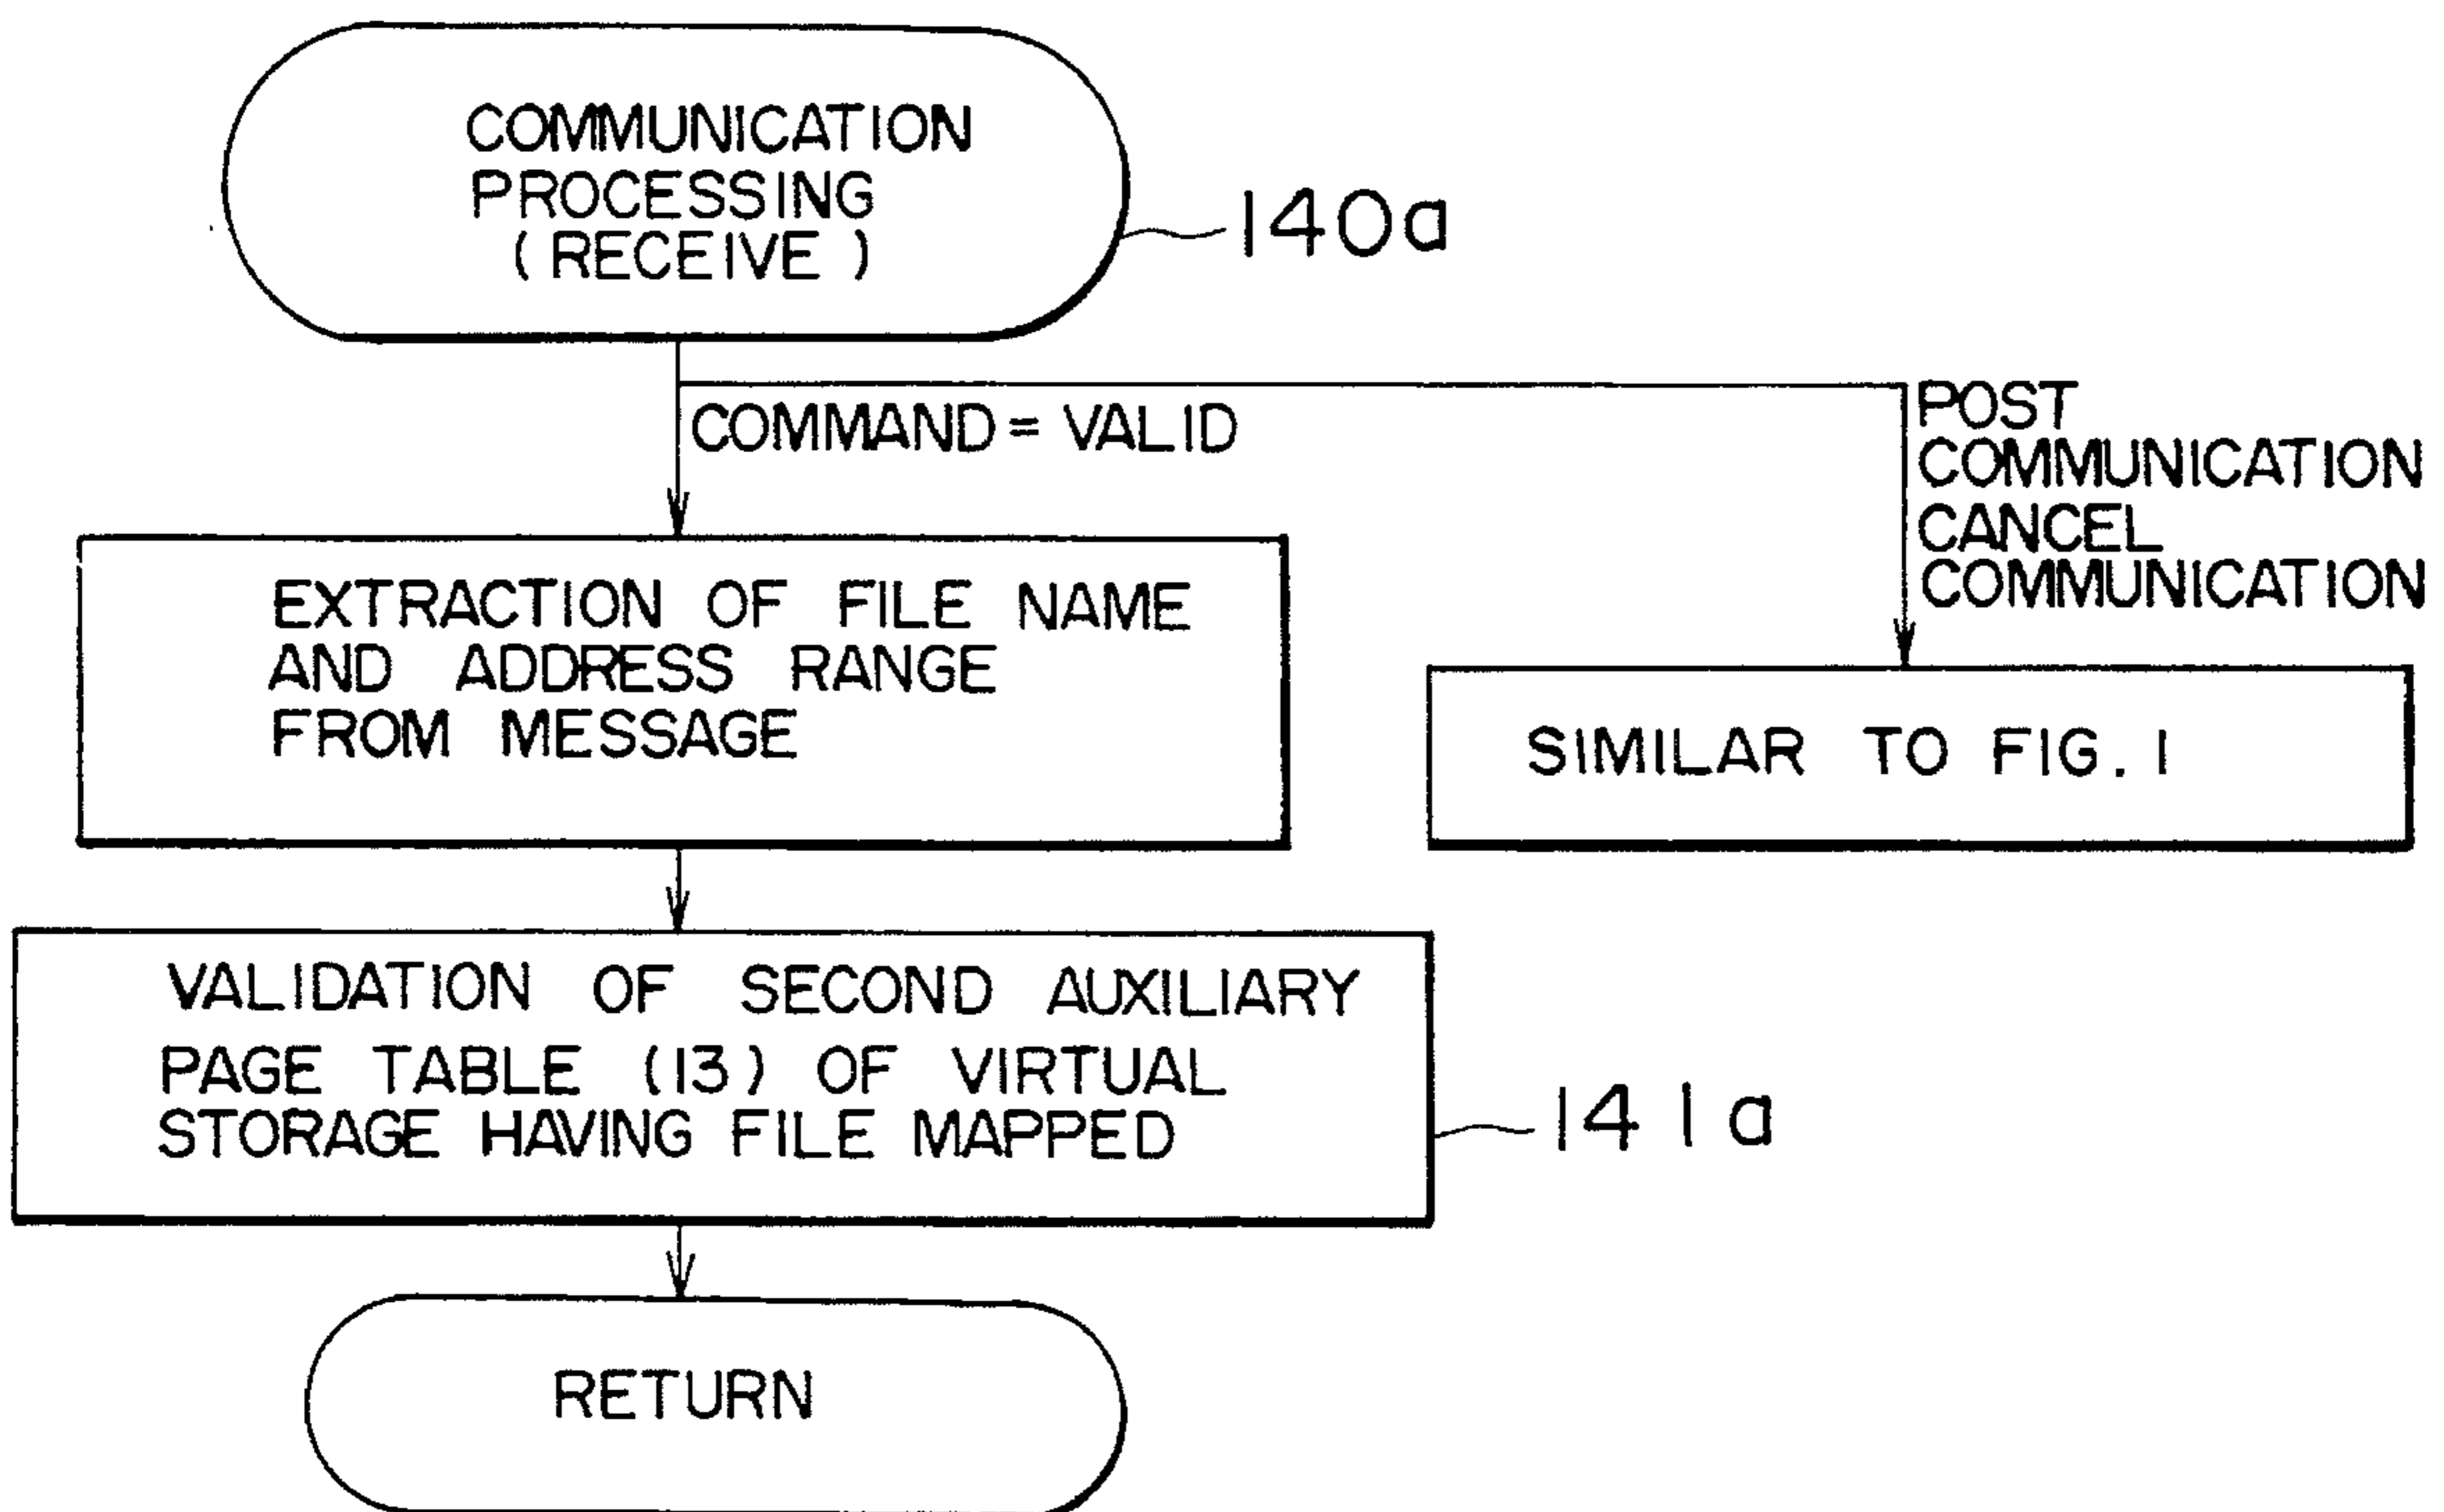 COMMUNICATION
PROCESSING
(RECEIVE)
140a
COMMAND = VALID
POST
COMMUNICATION
CANCEL
COMMUNICATION
EXTRACTION OF FILE NAME
AND ADDRESS RANGE
FROM MESSAGE
SIMILAR TO FIG. 1
VALIDATION OF SECOND AUXILIARY
PAGE TABLE (13) OF VIRTUAL
STORAGE HAVING FILE MAPPED
141a
RETURN